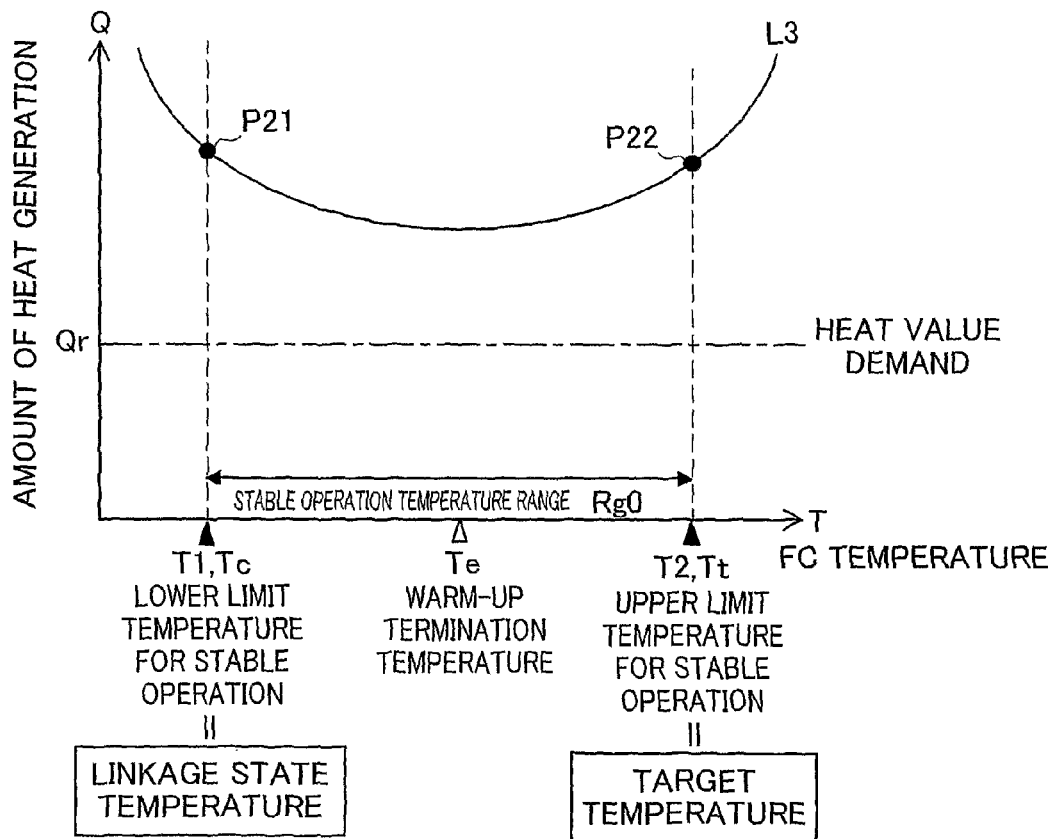 Q
AMOUNT OF HEAT GENERATION
L3
P21
P22
Qr
HEAT VALUE
DEMAND
STABLE OPERATION TEMPERATURE RANGE Rg0
T
FC TEMPERATURE
T1,Tc
LOWER LIMIT
TEMPERATURE
FOR STABLE
OPERATION
=
LINKAGE STATE
TEMPERATURE
Te
WARM-UP
TERMINATION
TEMPERATURE
T2,Tt
UPPER LIMIT
TEMPERATURE
FOR STABLE
OPERATION
=
TARGET
TEMPERATURE